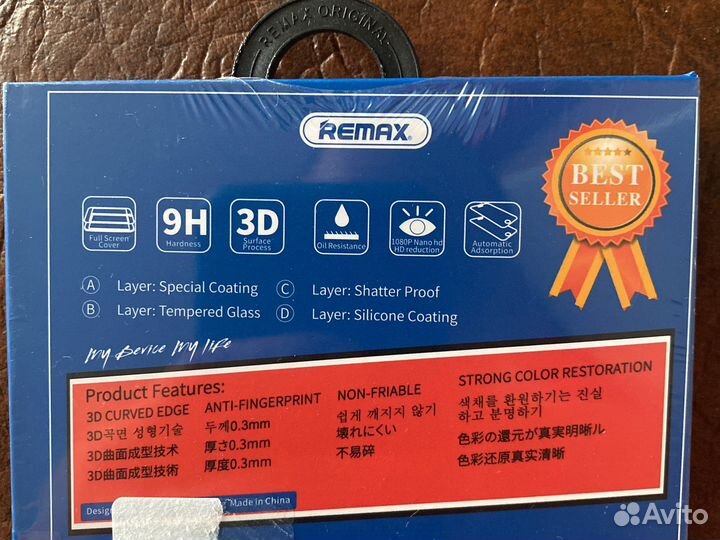 REMAX ORIGINAL
REMAX®
BEST
SELLER
Full Screen
Cover
9H
Hardness
3D
Surface
Process
Oil Resistance
1080P Nano hd
HD reduction
Automatic
Adsorption
A Layer: Special Coating
C Layer: Shatter Proof
B Layer: Tempered Glass
D Layer: Silicone Coating
My Device My life
Product Features:
3D CURVED EDGE
3D곡면 성형기술
3D曲面成型技术
3D曲面成型技術
ANTI-FINGERPRINT
두께0.3mm
厚さ0.3mm
厚度0.3mm
NON-FRIABLE
쉽게 깨지지 않기
壊れにくい
不易碎
STRONG COLOR RESTORATION
색채를 환원하기는 진실
하고 분명하기
色彩の還元が真実明晰ル
色彩还原真实清晰
Design
Made in China
Avito